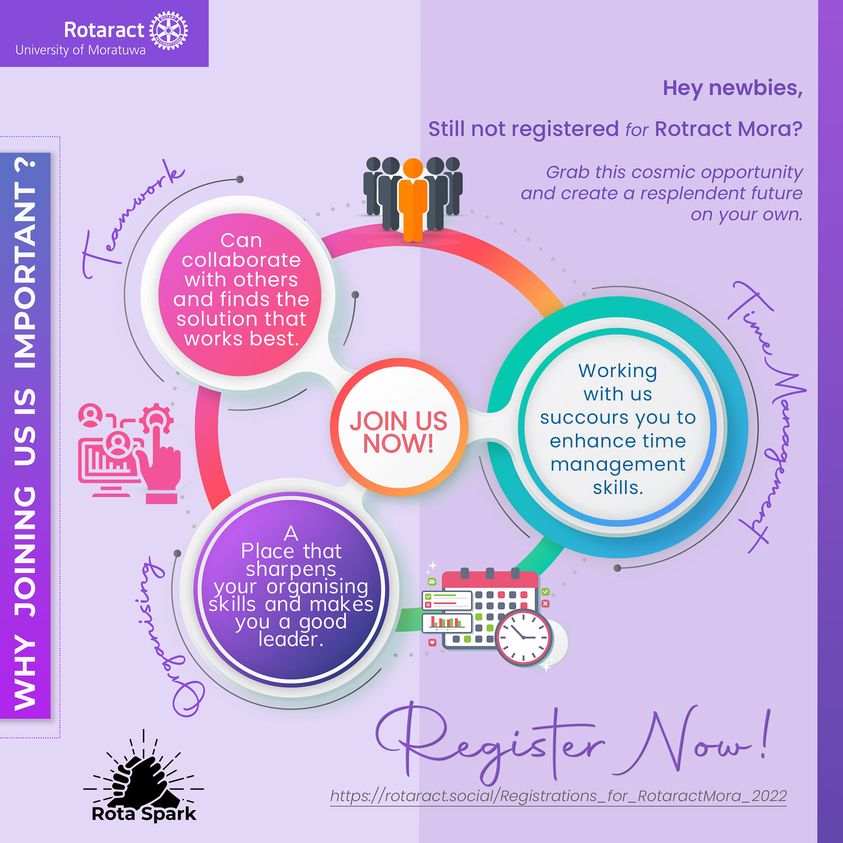 Rotaract
University of Moratuwa
Hey newbies,
Still not registered for Rotract Mora?
Grab this cosmic opportunity
and create a resplendent future
on your own.
WHY JOINING US IS IMPORTANT ?
Teamwork
Can
collaborate
with others
and finds the
solution that
works best.
JOIN US
NOW!
Time Management
Working
with us
succours you to
enhance time
management
skills.
Organising
A
Place that
sharpens
your organising
skills and makes
you a good
leader.
Register Now!
https://rotaract.social/Registrations_for_RotaractMora_2022
Rota Spark